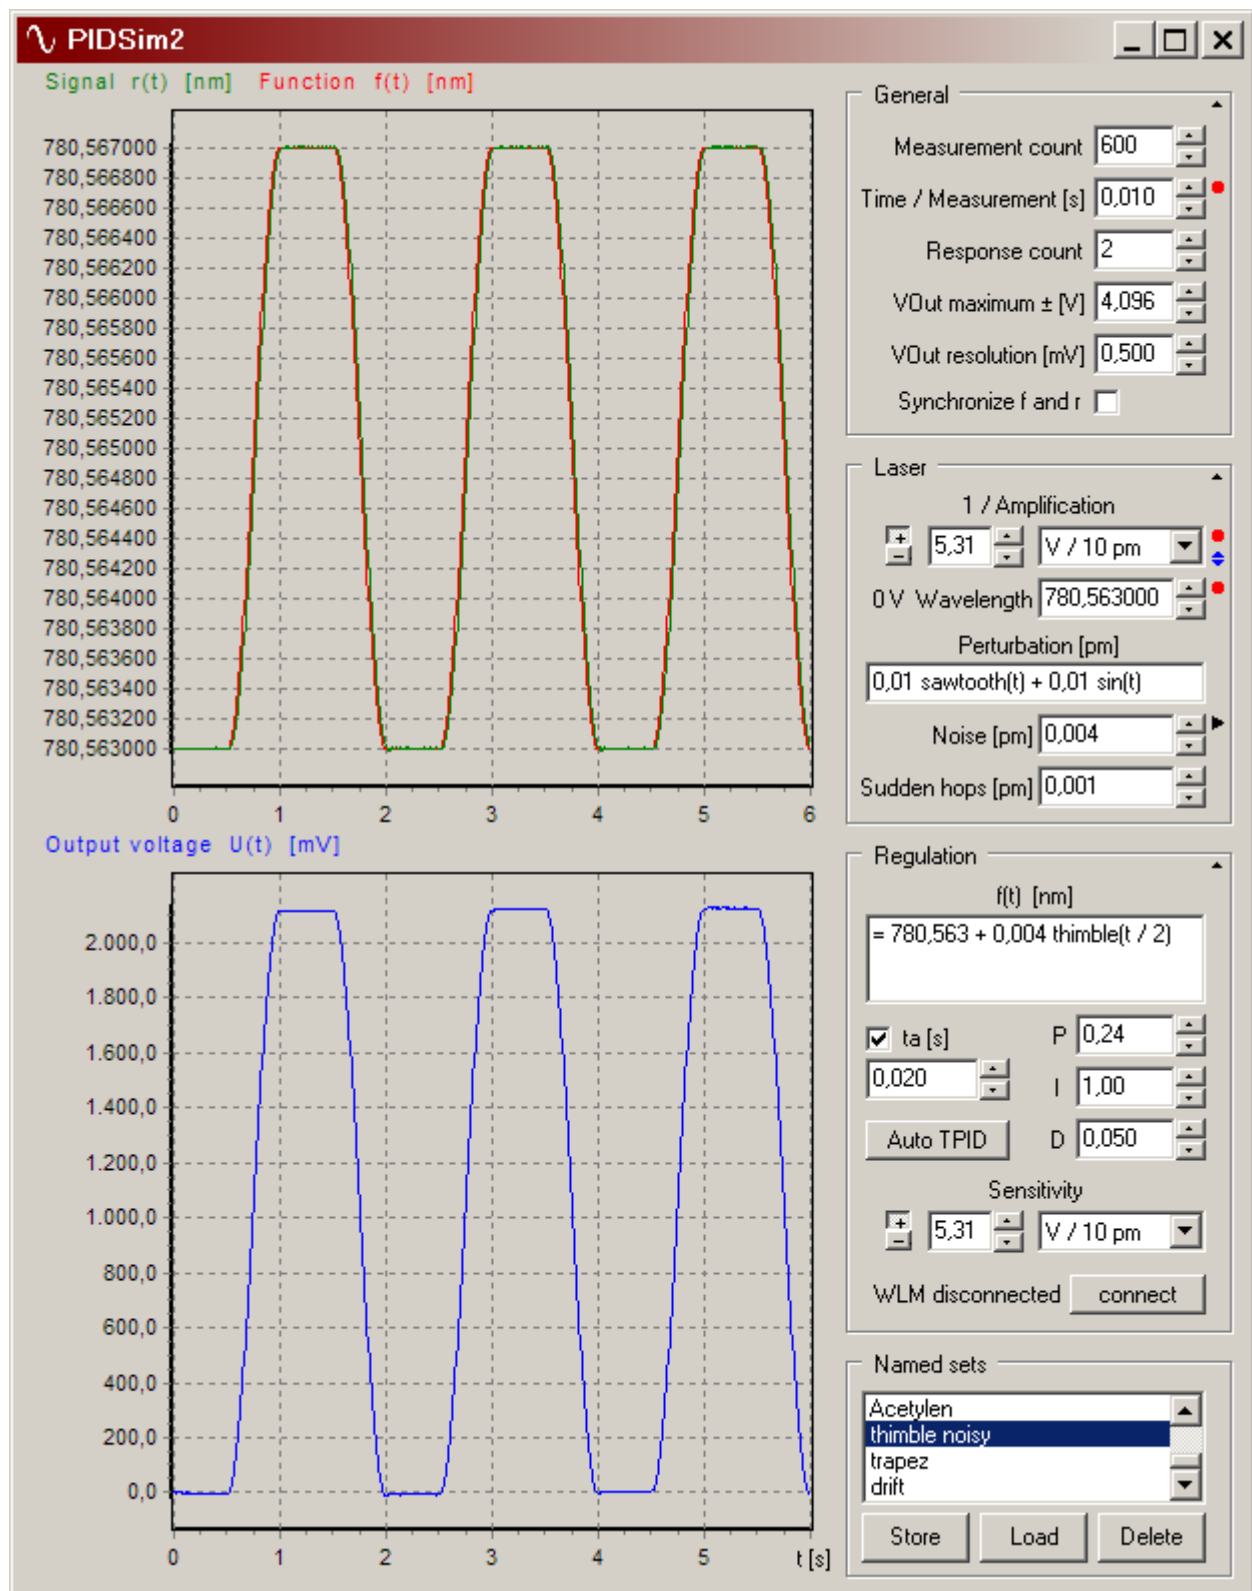 PIDSim2
Signal r(t) [nm] Function f(t) [nm]
780,567000
780,566800
780,566600
780,566400
780,566200
780,566000
780,565800
780,565600
780,565400
780,565200
780,565000
780,564800
780,564600
780,564400
780,564200
780,564000
780,563800
780,563600
780,563400
780,563200
780,563000
0 1 2 3 4 5 6
Output voltage U(t) [mV]
2.000,0
1.800,0
1.600,0
1.400,0
1.200,0
1.000,0
800,0
600,0
400,0
200,0
0,0
0 1 2 3 4 5 t [s]
General
Measurement count 600
Time / Measurement [s] 0,010
Response count 2
VOut maximum ± [V] 4,096
VOut resolution [mV] 0,500
Synchronize f and r
Laser
1 / Amplification
+
- 5,31 V / 10 pm
0 V Wavelength 780,563000
Perturbation [pm]
0,01 sawtooth(t) + 0,01 sin(t)
Noise [pm] 0,004
Sudden hops [pm] 0,001
Regulation
f(t) [nm]
= 780,563 + 0,004 thimble(t / 2)
ta [s] P 0,24
0,020 I 1,00
Auto TPID D 0,050
Sensitivity
+
- 5,31 V / 10 pm
WLM disconnected connect
Named sets
Acetylen
thimble noisy
trapez
drift
Store Load Delete